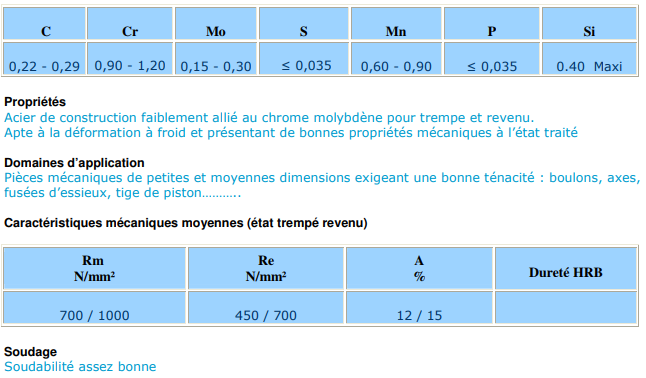 C Cr Mo S Mn P Si
0,22 - 0,29 0,90 - 1,20 0,15 - 0,30 ≤ 0,035 0,60 - 0,90 ≤ 0,035 0.40 Maxi
Propriétés
Acier de construction faiblement allié au chrome molybdène pour trempe et revenu.
Apte à la déformation à froid et présentant de bonnes propriétés mécaniques à l'état traité
Domaines d'application
Pièces mécaniques de petites et moyennes dimensions exigeant une bonne ténacité : boulons, axes,
fusées d'essieux, tige de piston………..
Caractéristiques mécaniques moyennes (état trempé revenu)
Rm Re A Dureté HRB
N/mm² N/mm² %
700 / 1000 450 / 700 12 / 15
Soudage
Soudabilité assez bonne